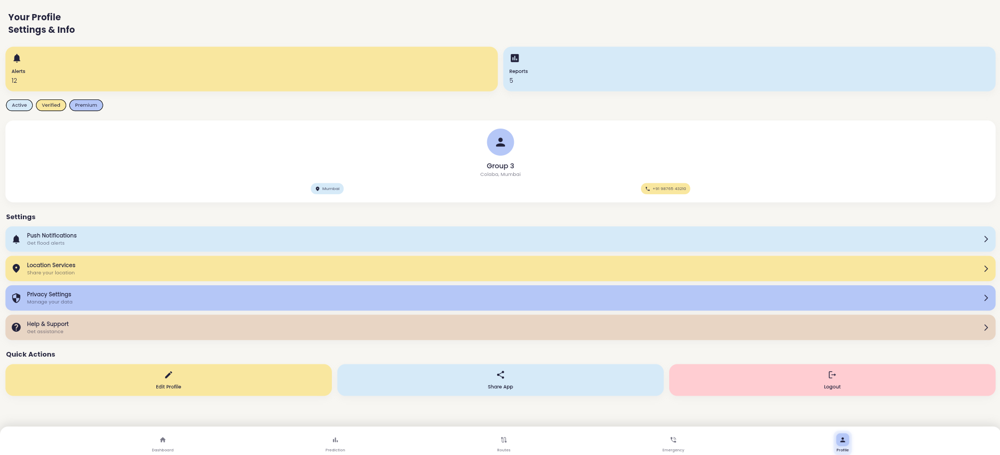 Your Profile
Settings & Info
Alerts
12
Reports
5
Active
Verified
Premium
Group 3
Colaba, Mumbai
Mumbai
+91 98765 43210
Settings
Push Notifications
Get flood alerts
Location Services
Share your location
Privacy Settings
Manage your data
Help & Support
Get assistance
Quick Actions
Edit Profile
Share App
Logout
Dashboard
Prediction
Routes
Emergency
Profile